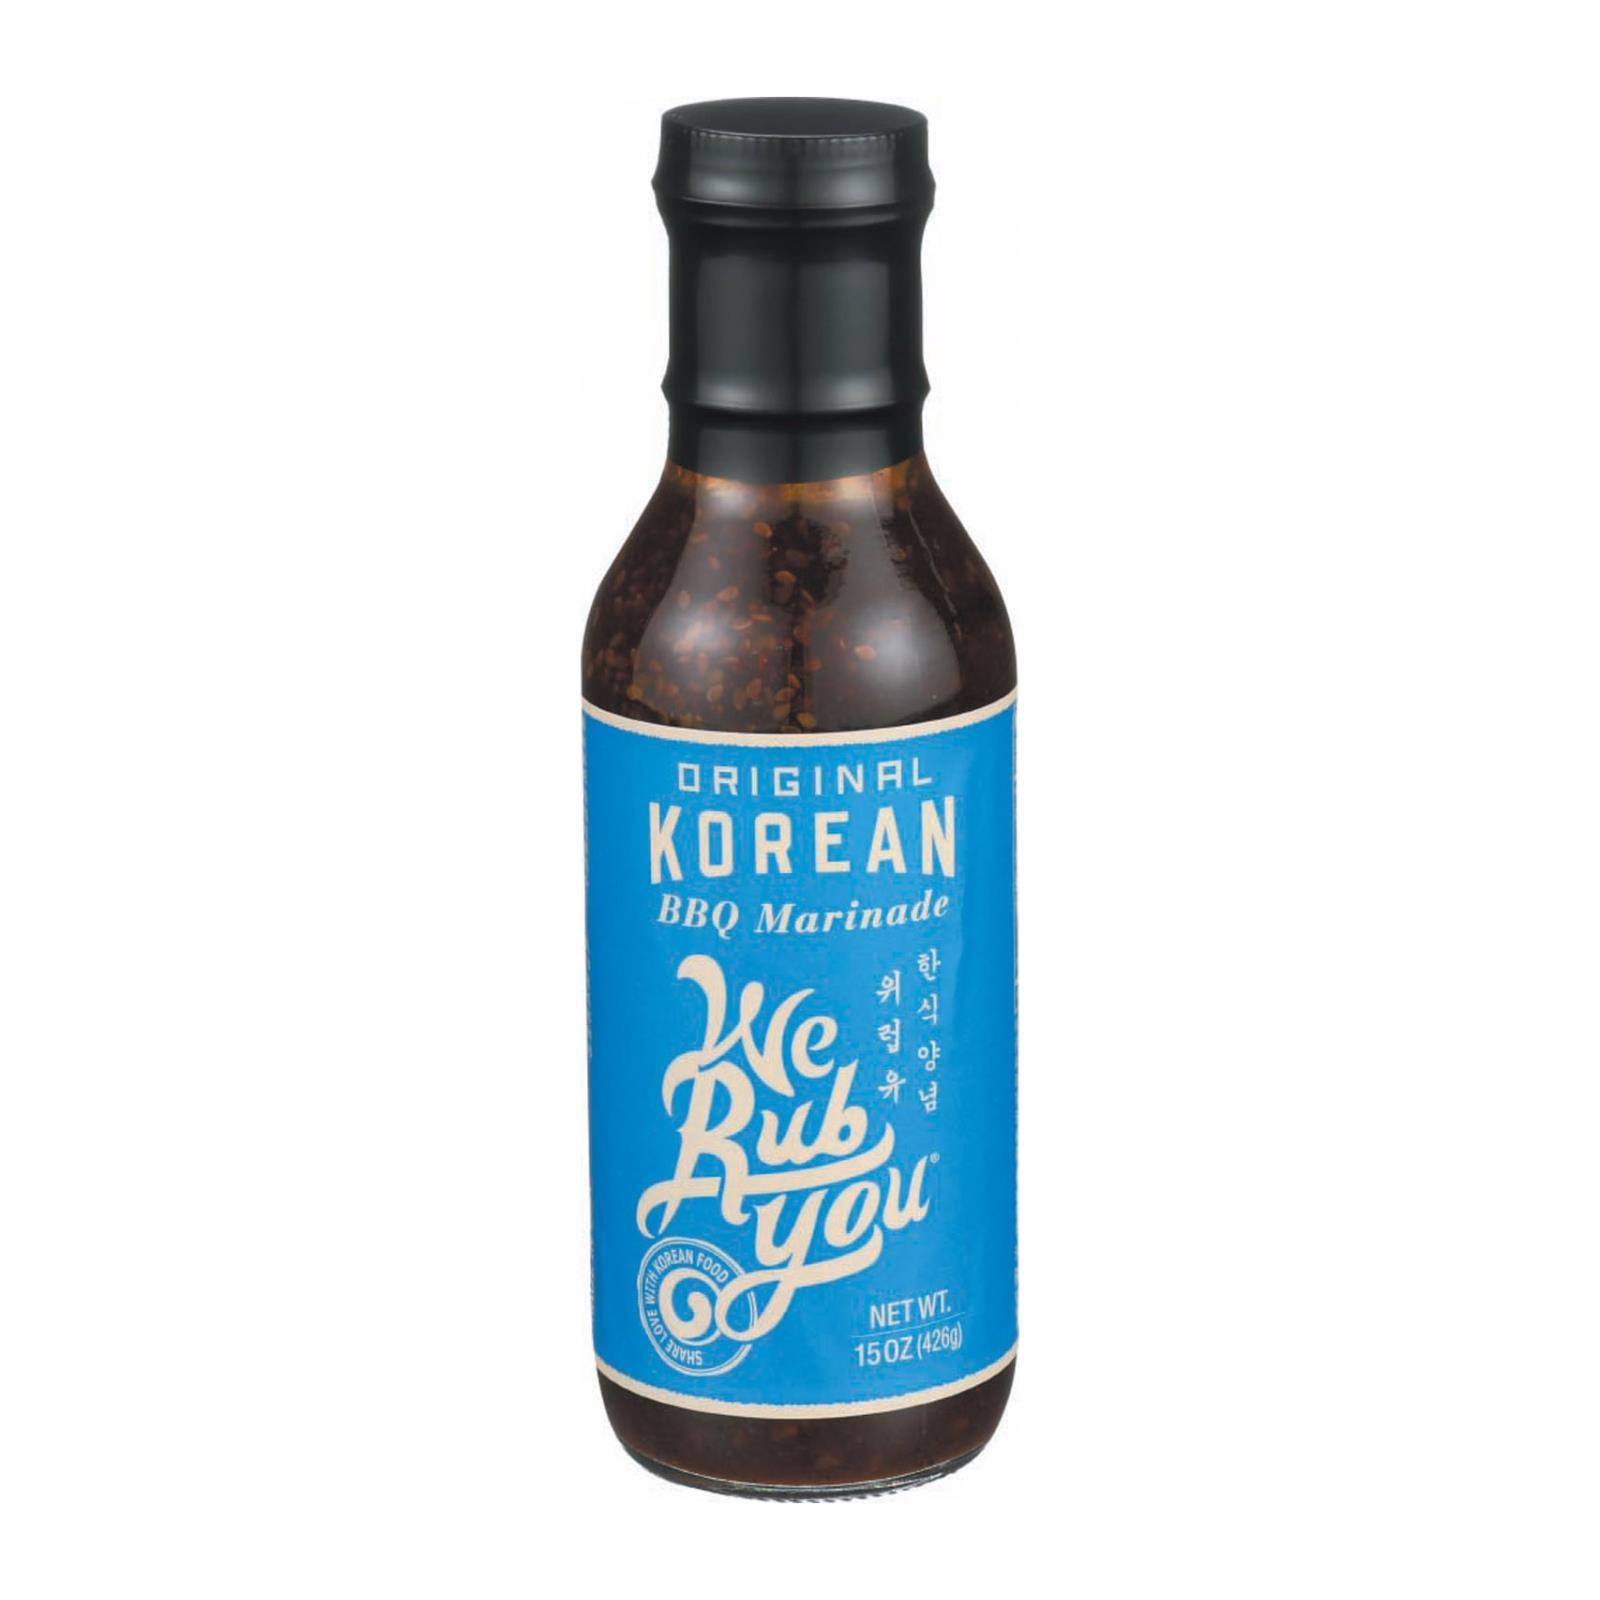 ORIGINAL
KOREAN
BBQ Marinade
We
Rub
you®
한식양념
위럽유
SHARE LOVE WITH KOREAN FOOD
NET WT.
15 OZ (426g)